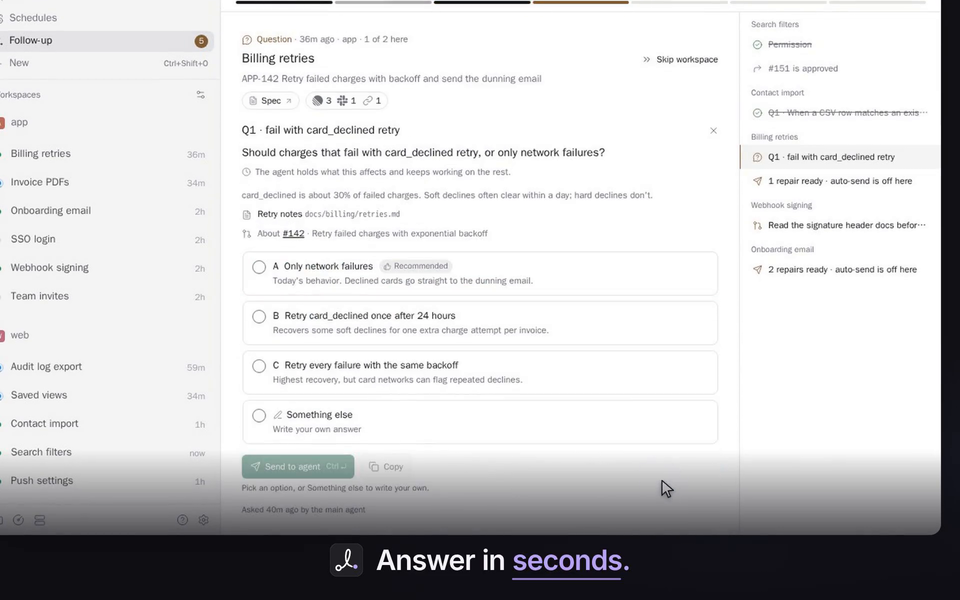 Schedules
Follow-up 5
New Ctrl+Shift+O
orkspaces
app
Billing retries 36m
Invoice PDFs 34m
Onboarding email 2h
SSO login 2h
Webhook signing 2h
Team invites 2h
web
Audit log export 59m
Saved views 34m
Contact import 1h
Search filters now
Push settings 1h
Question · 36m ago · app · 1 of 2 here
Billing retries
Skip workspace
APP-142 Retry failed charges with backoff and send the dunning email
Spec 3 1 1
Q1 · fail with card_declined retry
Should charges that fail with card_declined retry, or only network failures?
The agent holds what this affects and keeps working on the rest.
card_declined is about 30% of failed charges. Soft declines often clear within a day; hard declines don't.
Retry notes docs/billing/retries.md
About #142 · Retry failed charges with exponential backoff
A Only network failures Recommended
Today's behavior. Declined cards go straight to the dunning email.
B Retry card_declined once after 24 hours
Recovers some soft declines for one extra charge attempt per invoice.
C Retry every failure with the same backoff
Highest recovery, but card networks can flag repeated declines.
Something else
Write your own answer
Send to agent Ctrl↵ Copy
Pick an option, or Something else to write your own.
Asked 40m ago by the main agent
Search filters
Permission
#151 is approved
Contact import
Q1 · When a CSV row matches an exis···
Billing retries
Q1 · fail with card_declined retry
1 repair ready · auto-send is off here
Webhook signing
Read the signature header docs befor···
Onboarding email
2 repairs ready · auto-send is off here
Answer in seconds.